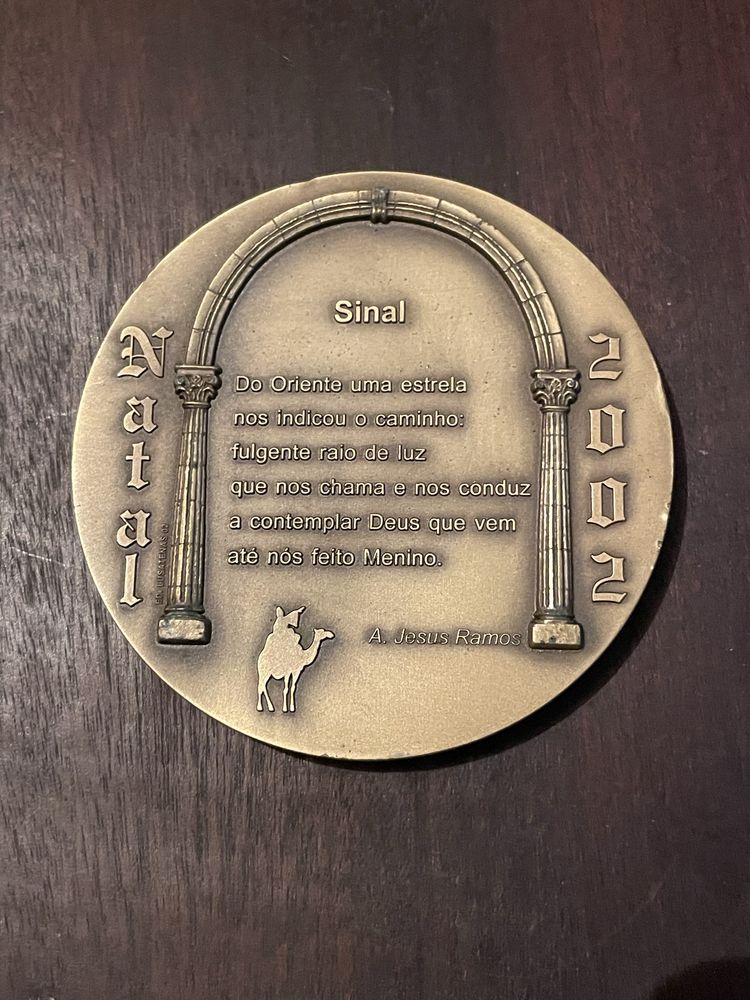 Sinal
Do Oriente uma estrela
nos indicou o caminho:
fulgente raio de luz
que nos chama e nos conduz
a contemplar Deus que vem
até nós feito Menino.
A. Jesus Ramos
Natal
2002